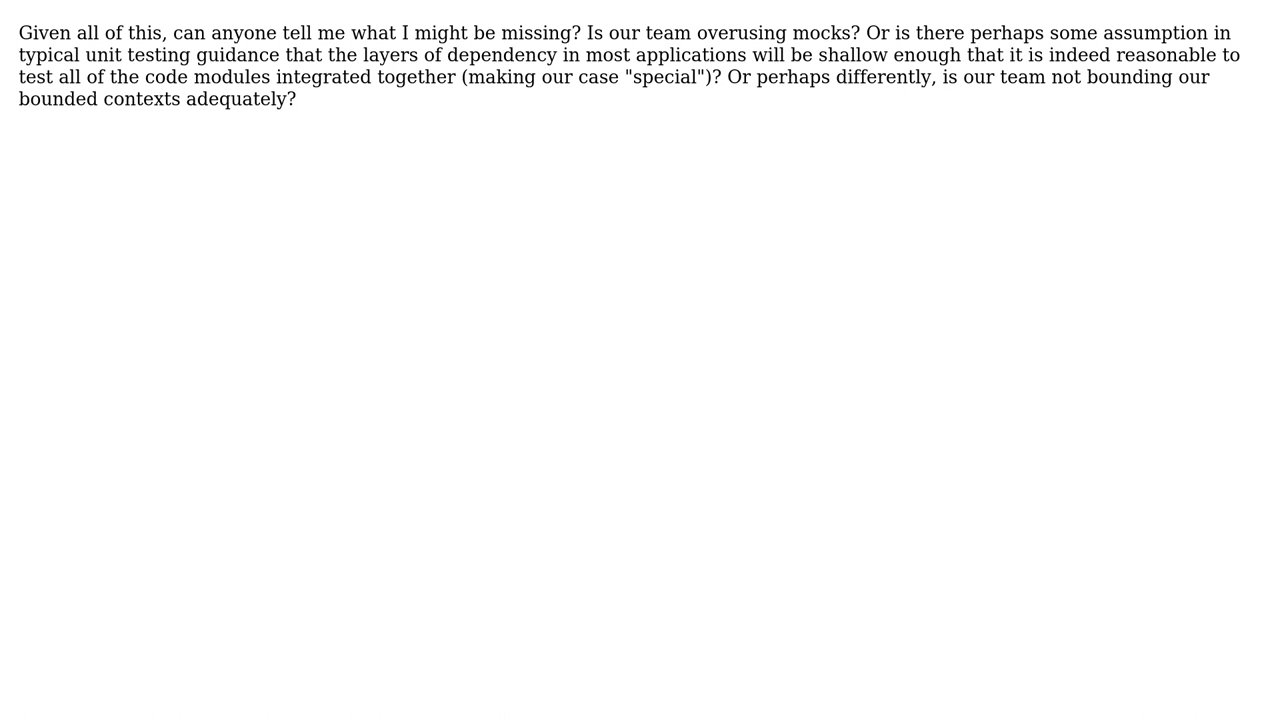 Given all of this, can anyone tell me what I might be missing? Is our team overusing mocks? Or is there perhaps some assumption in
typical unit testing guidance that the layers of dependency in most applications will be shallow enough that it is indeed reasonable to
test all of the code modules integrated together (making our case "special")? Or perhaps differently, is our team not bounding our
bounded contexts adequately?